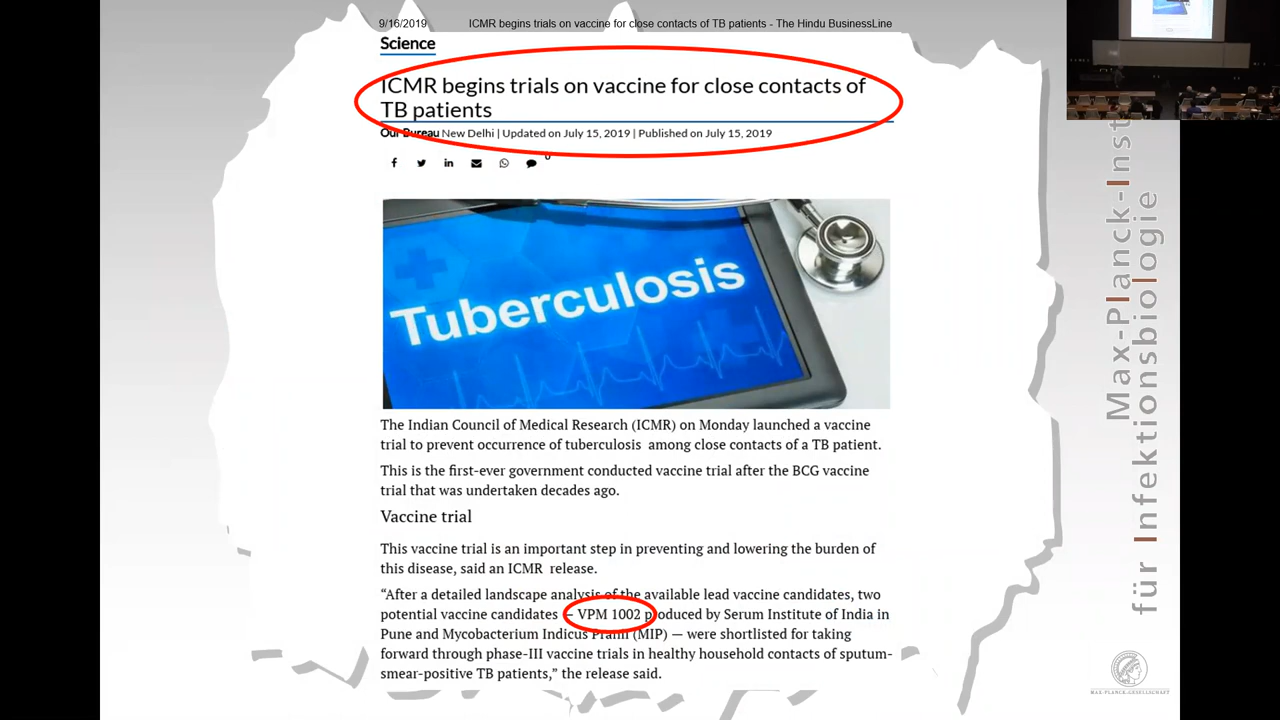 9/16/2019 ICMR begins trials on vaccine for close contacts of TB patients - The Hindu BusinessLine
Science
ICMR begins trials on vaccine for close contacts of
TB patients
Our Bureau New Delhi | Updated on July 15, 2019 | Published on July 15, 2019
0
Tuberculosis
The Indian Council of Medical Research (ICMR) on Monday launched a vaccine
trial to prevent occurrence of tuberculosis among close contacts of a TB patient.
This is the first-ever government conducted vaccine trial after the BCG vaccine
trial that was undertaken decades ago.
Vaccine trial
This vaccine trial is an important step in preventing and lowering the burden of
this disease, said an ICMR release.
“After a detailed landscape analysis of the available lead vaccine candidates, two
potential vaccine candidates — VPM 1002 produced by Serum Institute of India in
Pune and Mycobacterium Indicus Pranii (MIP) — were shortlisted for taking
forward through phase-III vaccine trials in healthy household contacts of sputum-
smear-positive TB patients,” the release said.
Max-Planck-Inst
für Infektionsbiologie
MAX-PLANCK-GESELLSCHAFT